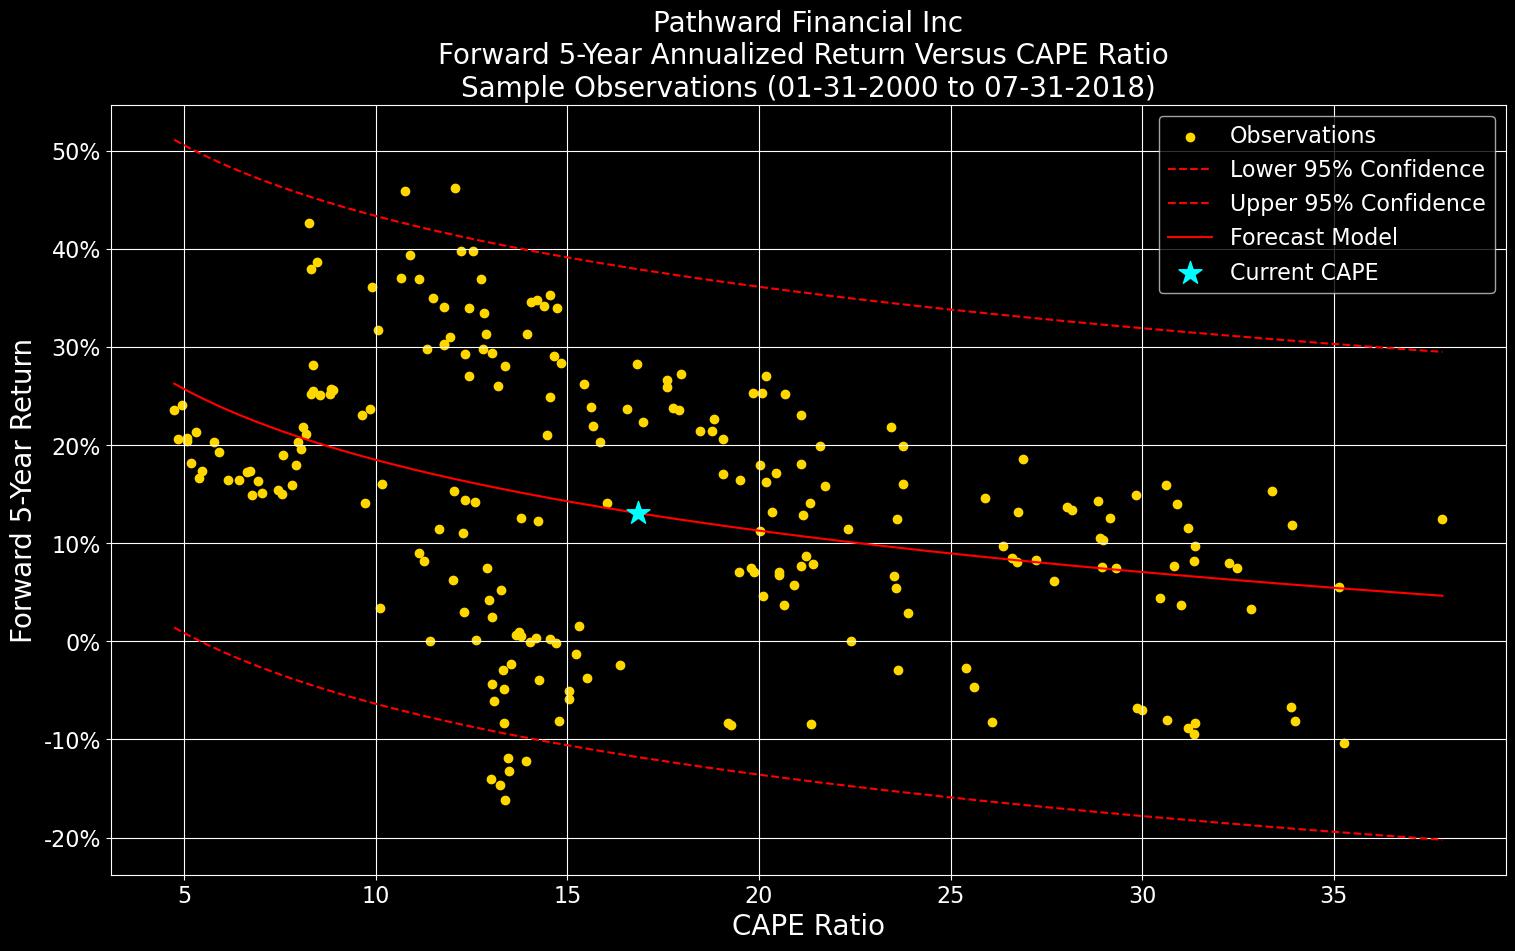 Pathward Financial Inc
Forward 5-Year Annualized Return Versus CAPE Ratio
Sample Observations (01-31-2000 to 07-31-2018)
Observations
Lower 95% Confidence
Upper 95% Confidence
Forecast Model
Current CAPE
Forward 5-Year Return
50%
40%
30%
20%
10%
0%
-10%
-20%
5 10 15 20 25 30 35
CAPE Ratio